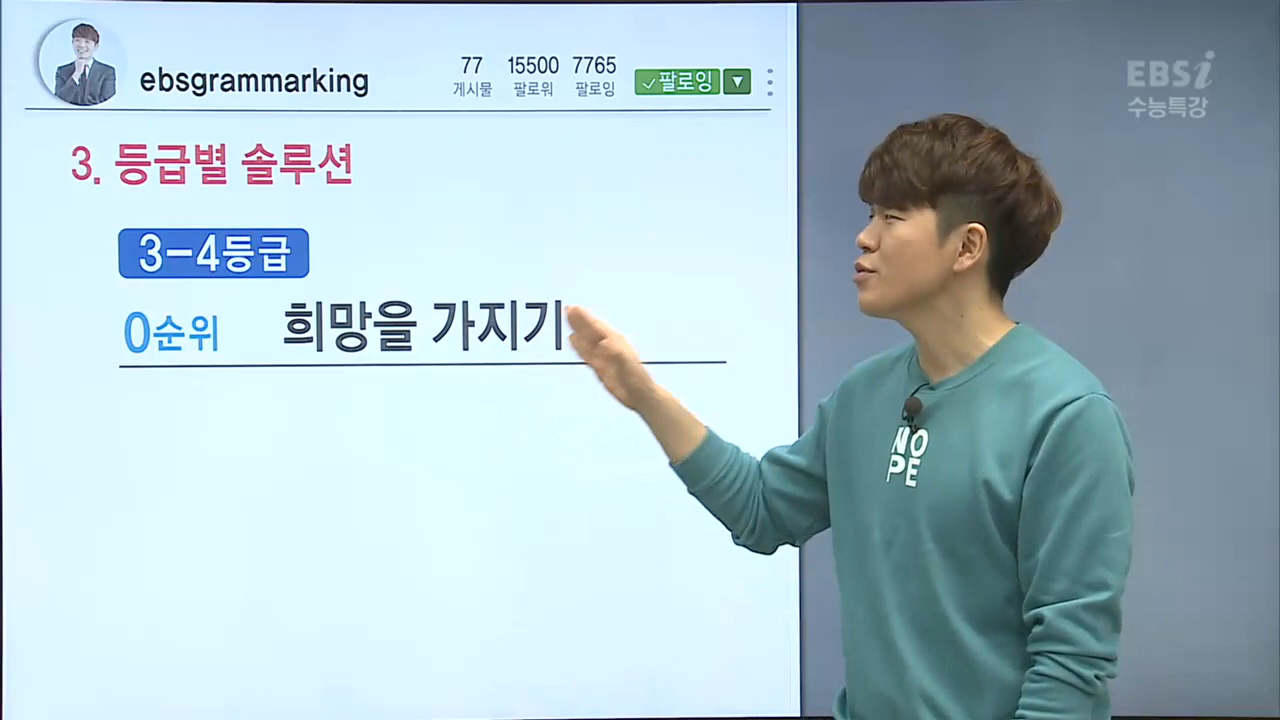 ebsgrammarking
77 15500 7765
게시물 팔로워 팔로잉
✓팔로잉 ▼
EBSi
수능특강
3. 등급별 솔루션
3-4등급
0순위 희망을 가지기
NO
PE